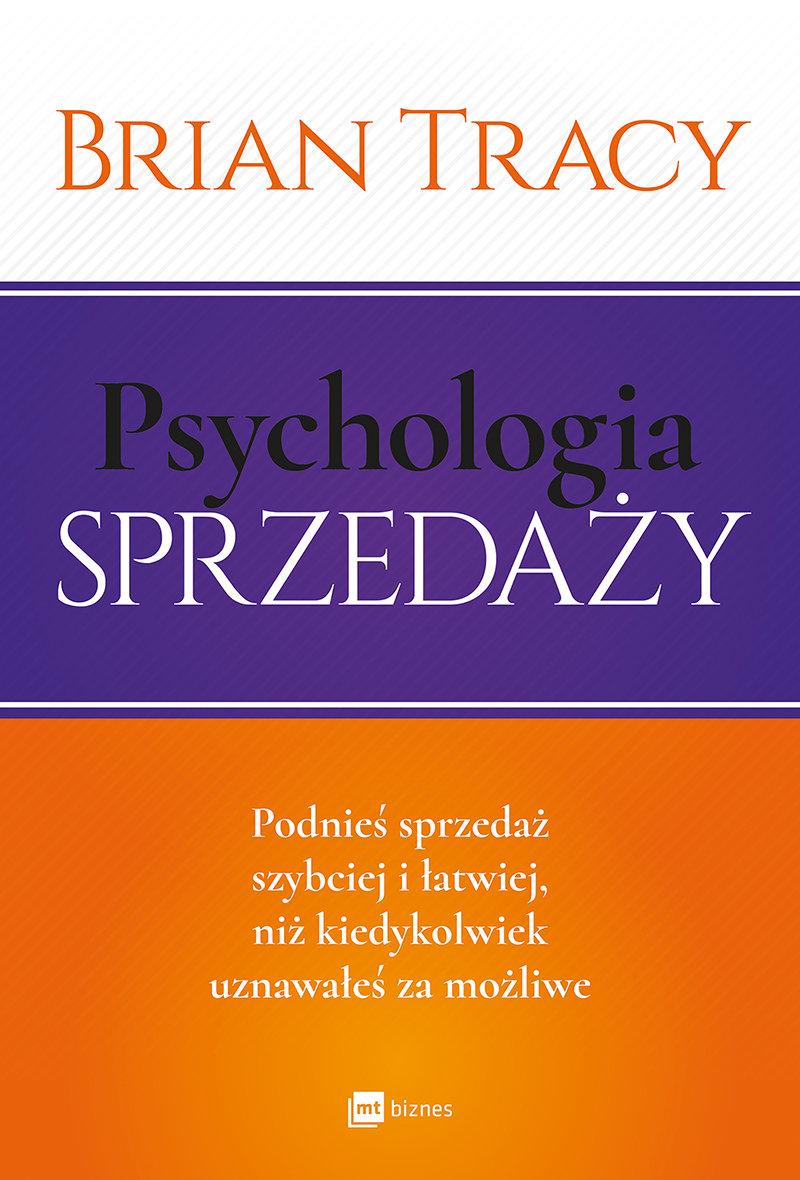 BRIAN TRACY
Psychologia
SPRZEDAŻY
Podnieś sprzedaż
szybciej i łatwiej,
niż kiedykolwiek
uznawałeś za możliwe
mt biznes